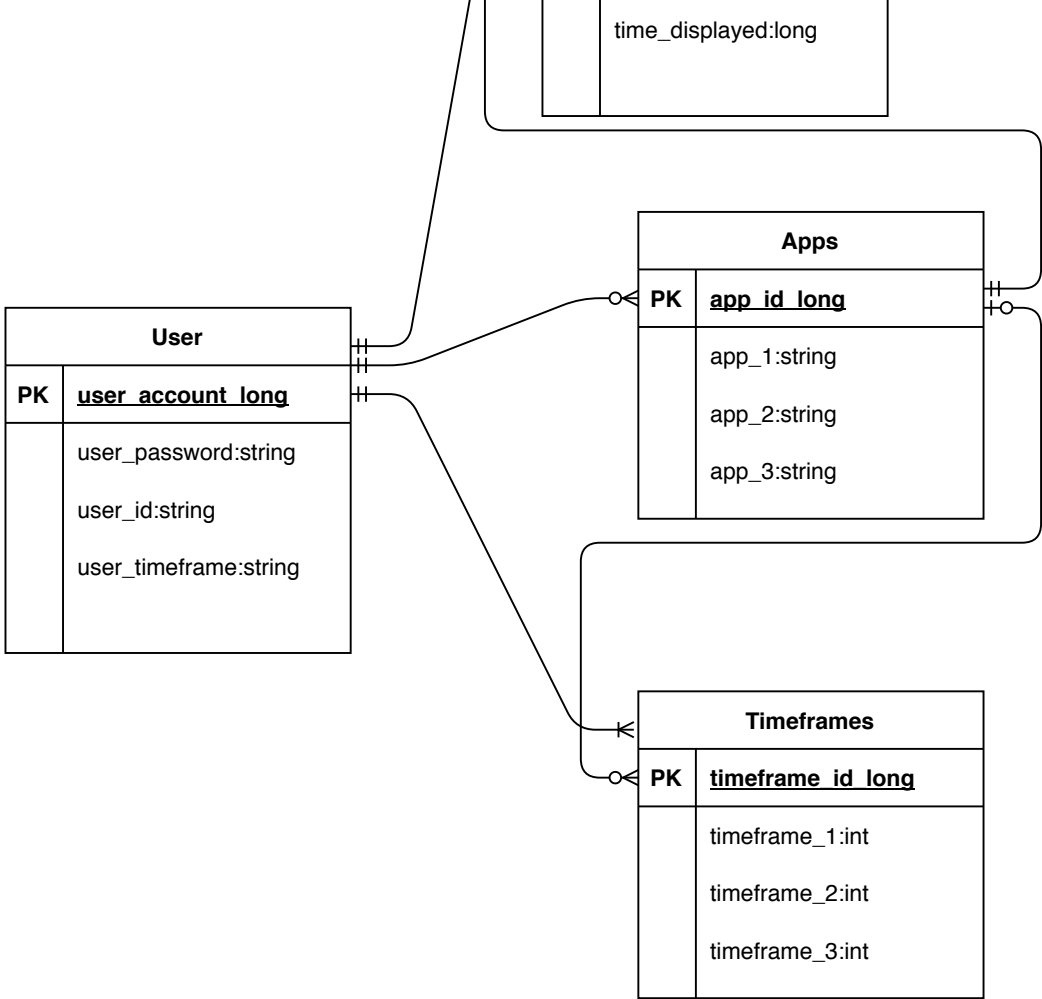 time_displayed:long
Apps
PK app_id_long
app_1:string
app_2:string
app_3:string
User
PK user_account_long
user_password:string
user_id:string
user_timeframe:string
Timeframes
PK timeframe_id_long
timeframe_1:int
timeframe_2:int
timeframe_3:int